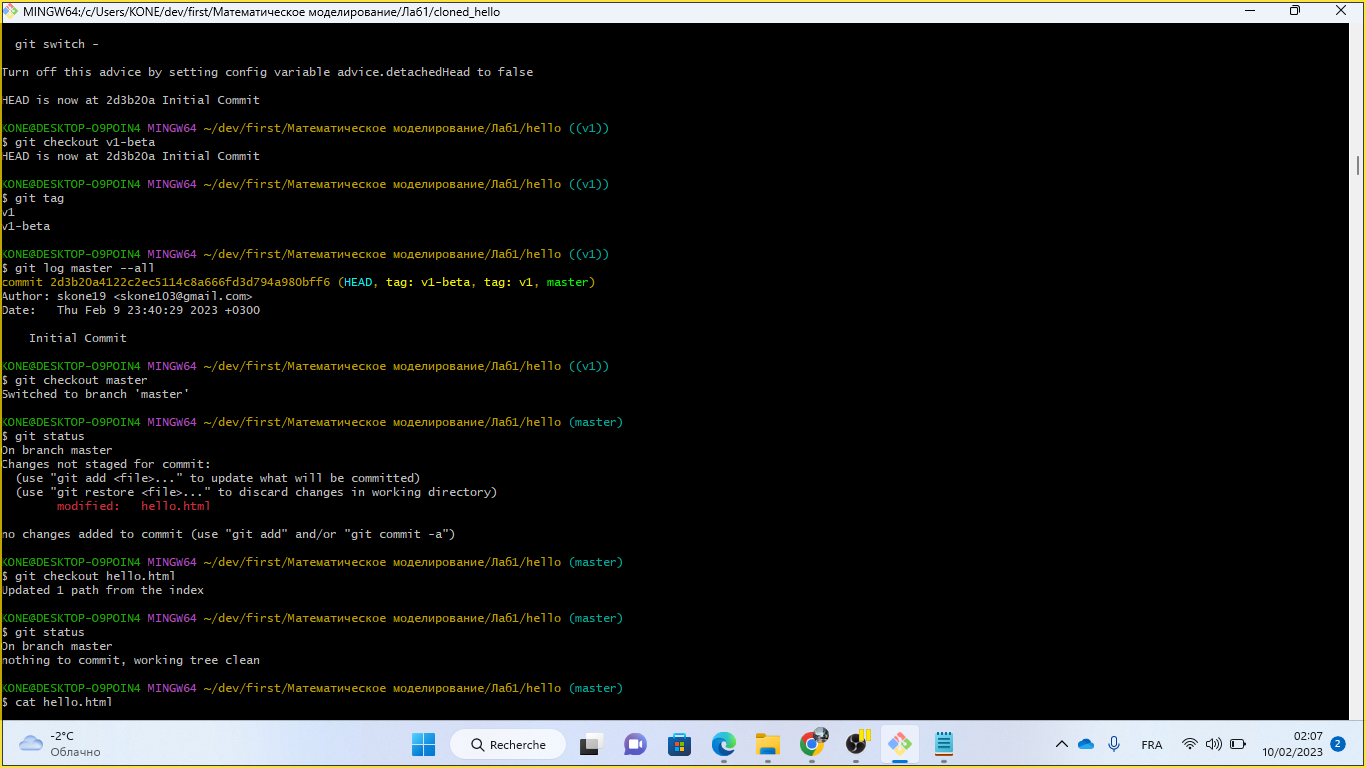 MINGW64:/c/Users/KONE/dev/first/Математическое моделирование/Лаб1/cloned_hello
git switch -
Turn off this advice by setting config variable advice.detachedHead to false
HEAD is now at 2d3b20a Initial Commit
KONE@DESKTOP-O9POIN4 MINGW64 ~/dev/first/Математическое моделирование/Лаб1/hello ((v1))
$ git checkout v1-beta
HEAD is now at 2d3b20a Initial Commit
KONE@DESKTOP-O9POIN4 MINGW64 ~/dev/first/Математическое моделирование/Лаб1/hello ((v1))
$ git tag
v1
v1-beta
KONE@DESKTOP-O9POIN4 MINGW64 ~/dev/first/Математическое моделирование/Лаб1/hello ((v1))
$ git log master --all
commit 2d3b20a4122c2ec5114c8a666fd3d794a980bff6 (HEAD, tag: v1-beta, tag: v1, master)
Author: skone19 <skone103@gmail.com>
Date:   Thu Feb 9 23:40:29 2023 +0300
Initial Commit
KONE@DESKTOP-O9POIN4 MINGW64 ~/dev/first/Математическое моделирование/Лаб1/hello ((v1))
$ git checkout master
Switched to branch 'master'
KONE@DESKTOP-O9POIN4 MINGW64 ~/dev/first/Математическое моделирование/Лаб1/hello (master)
$ git status
On branch master
Changes not staged for commit:
(use "git add <file>..." to update what will be committed)
(use "git restore <file>..." to discard changes in working directory)
modified:   hello.html
no changes added to commit (use "git add" and/or "git commit -a")
KONE@DESKTOP-O9POIN4 MINGW64 ~/dev/first/Математическое моделирование/Лаб1/hello (master)
$ git checkout hello.html
Updated 1 path from the index
KONE@DESKTOP-O9POIN4 MINGW64 ~/dev/first/Математическое моделирование/Лаб1/hello (master)
$ git status
On branch master
nothing to commit, working tree clean
KONE@DESKTOP-O9POIN4 MINGW64 ~/dev/first/Математическое моделирование/Лаб1/hello (master)
$ cat hello.html
-2°C
Облачно
Recherche
FRA
02:07
10/02/2023
2